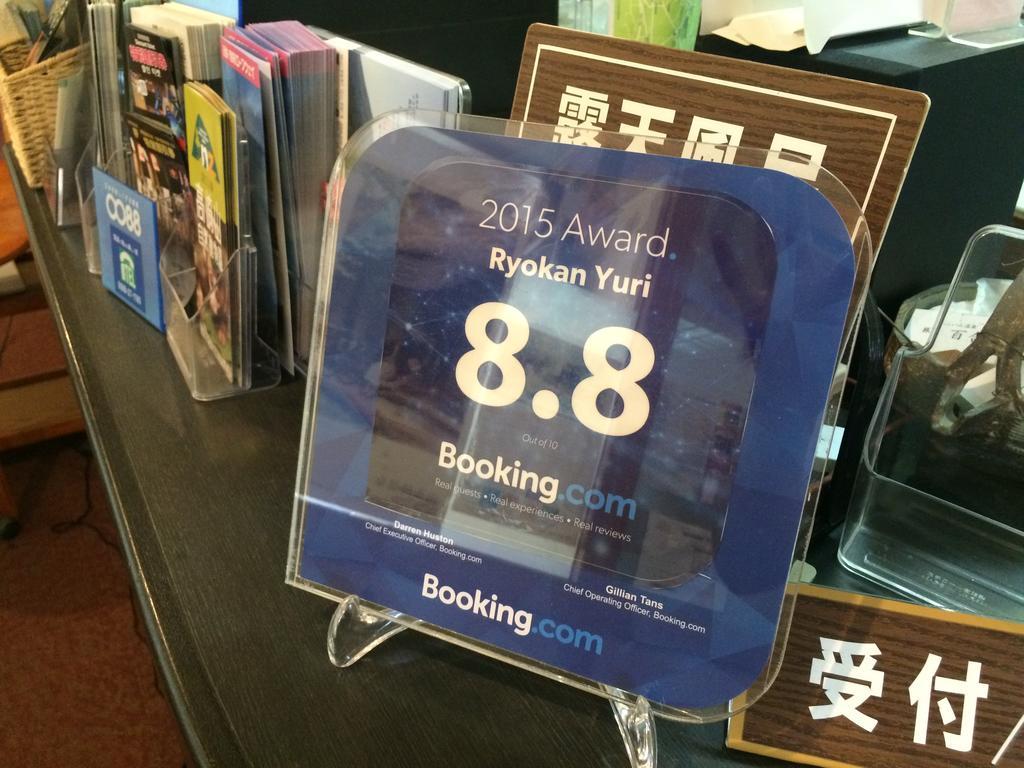 露天風呂
2015 Award.
Ryokan Yuri
8.8
Out of 10
Booking.com
Real guests • Real experiences • Real reviews
Darren Huston
Chief Executive Officer, Booking.com
Gillian Tans
Chief Operating Officer, Booking.com
Booking.com
受付
0088